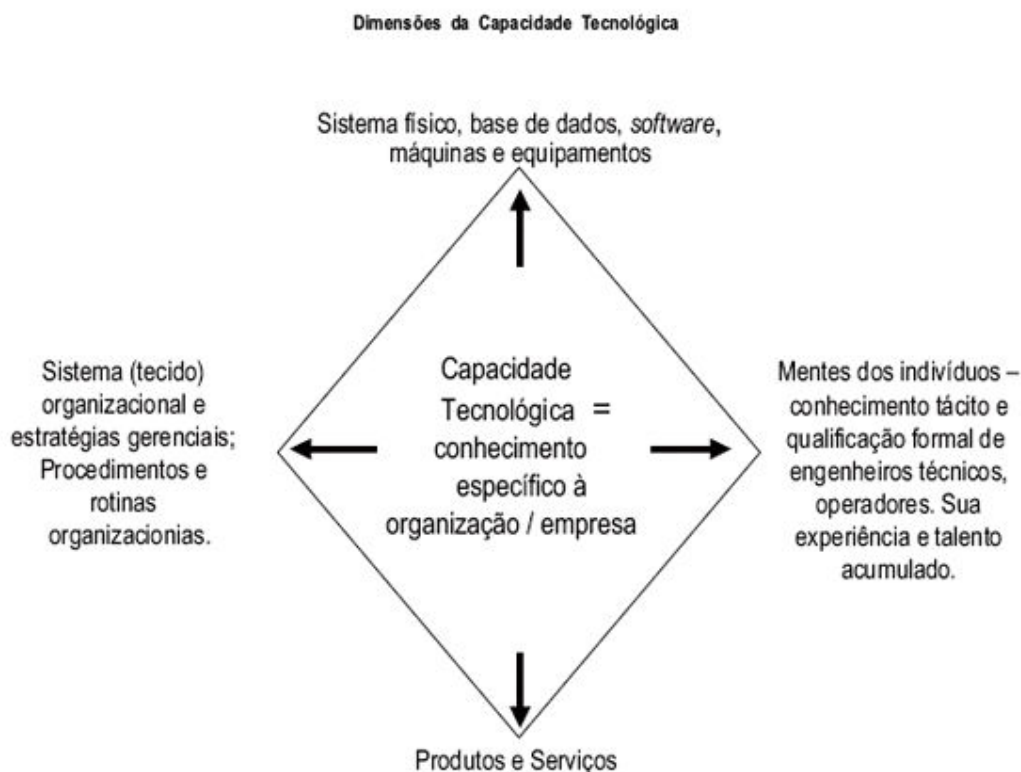 Dimensões da Capacidade Tecnológica
Sistema físico, base de dados, software,
máquinas e equipamentos
Sistema (tecido)
organizacional e
estratégias gerenciais;
Procedimentos e
rotinas
organizacionias.
Capacidade
Tecnológica =
conhecimento
específico à
organização / empresa
Mentes dos indivíduos –
conhecimento tácito e
qualificação formal de
engenheiros técnicos,
operadores. Sua
experiência e talento
acumulado.
Produtos e Serviços